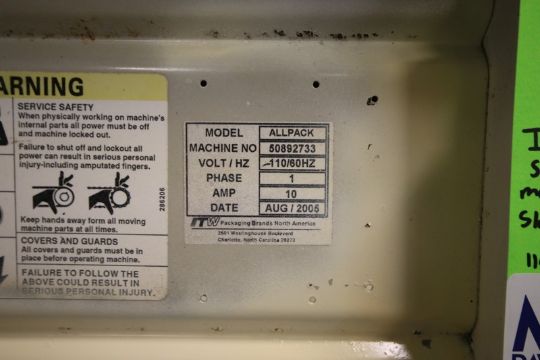 ARNING
SERVICE SAFETY
When physically working on machine's
internal parts all power must be off
and machine locked out.
Failure to shut off and lockout all
power can result in serious personal
injury-including amputated fingers.
Keep hands away form all moving
machine parts at all times.
286206
COVERS AND GUARDS
All covers and guards must be in
place before operating machine.
FAILURE TO FOLLOW THE
ABOVE COULD RESULT IN
SERIOUS PERSONAL INJURY.
MODEL ALLPACK
MACHINE NO 50892733
VOLT / HZ 110/60HZ
PHASE 1
AMP 10
DATE AUG / 2005
ITW Packaging Brands North America
Westinghouse Boulevard
Charlotte, North Carolina 28273